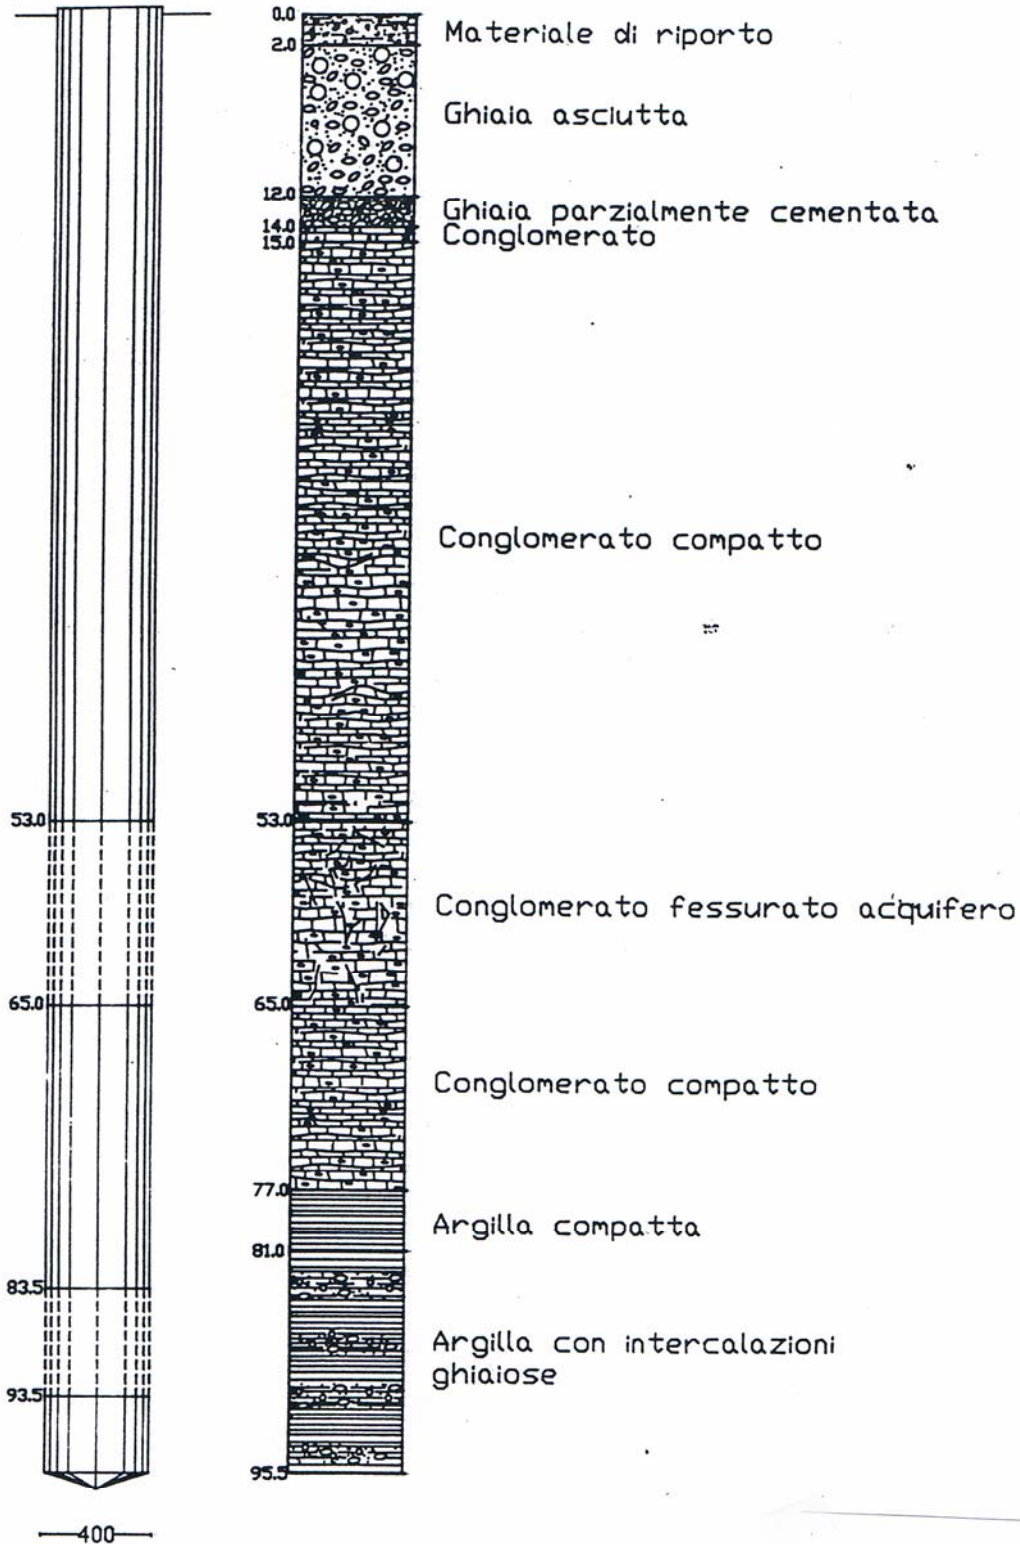 0.0
Materiale di riporto
2.0
Ghiaia asciutta
12.0
Ghiaia parzialmente cementata
14.0
Conglomerato
15.0
Conglomerato compatto
53.0
53.0
Conglomerato fessurato acquifero
65.0
65.0
Conglomerato compatto
77.0
Argilla compatta
81.0
83.5
Argilla con intercalazioni
ghiaiose
93.5
95.5
400